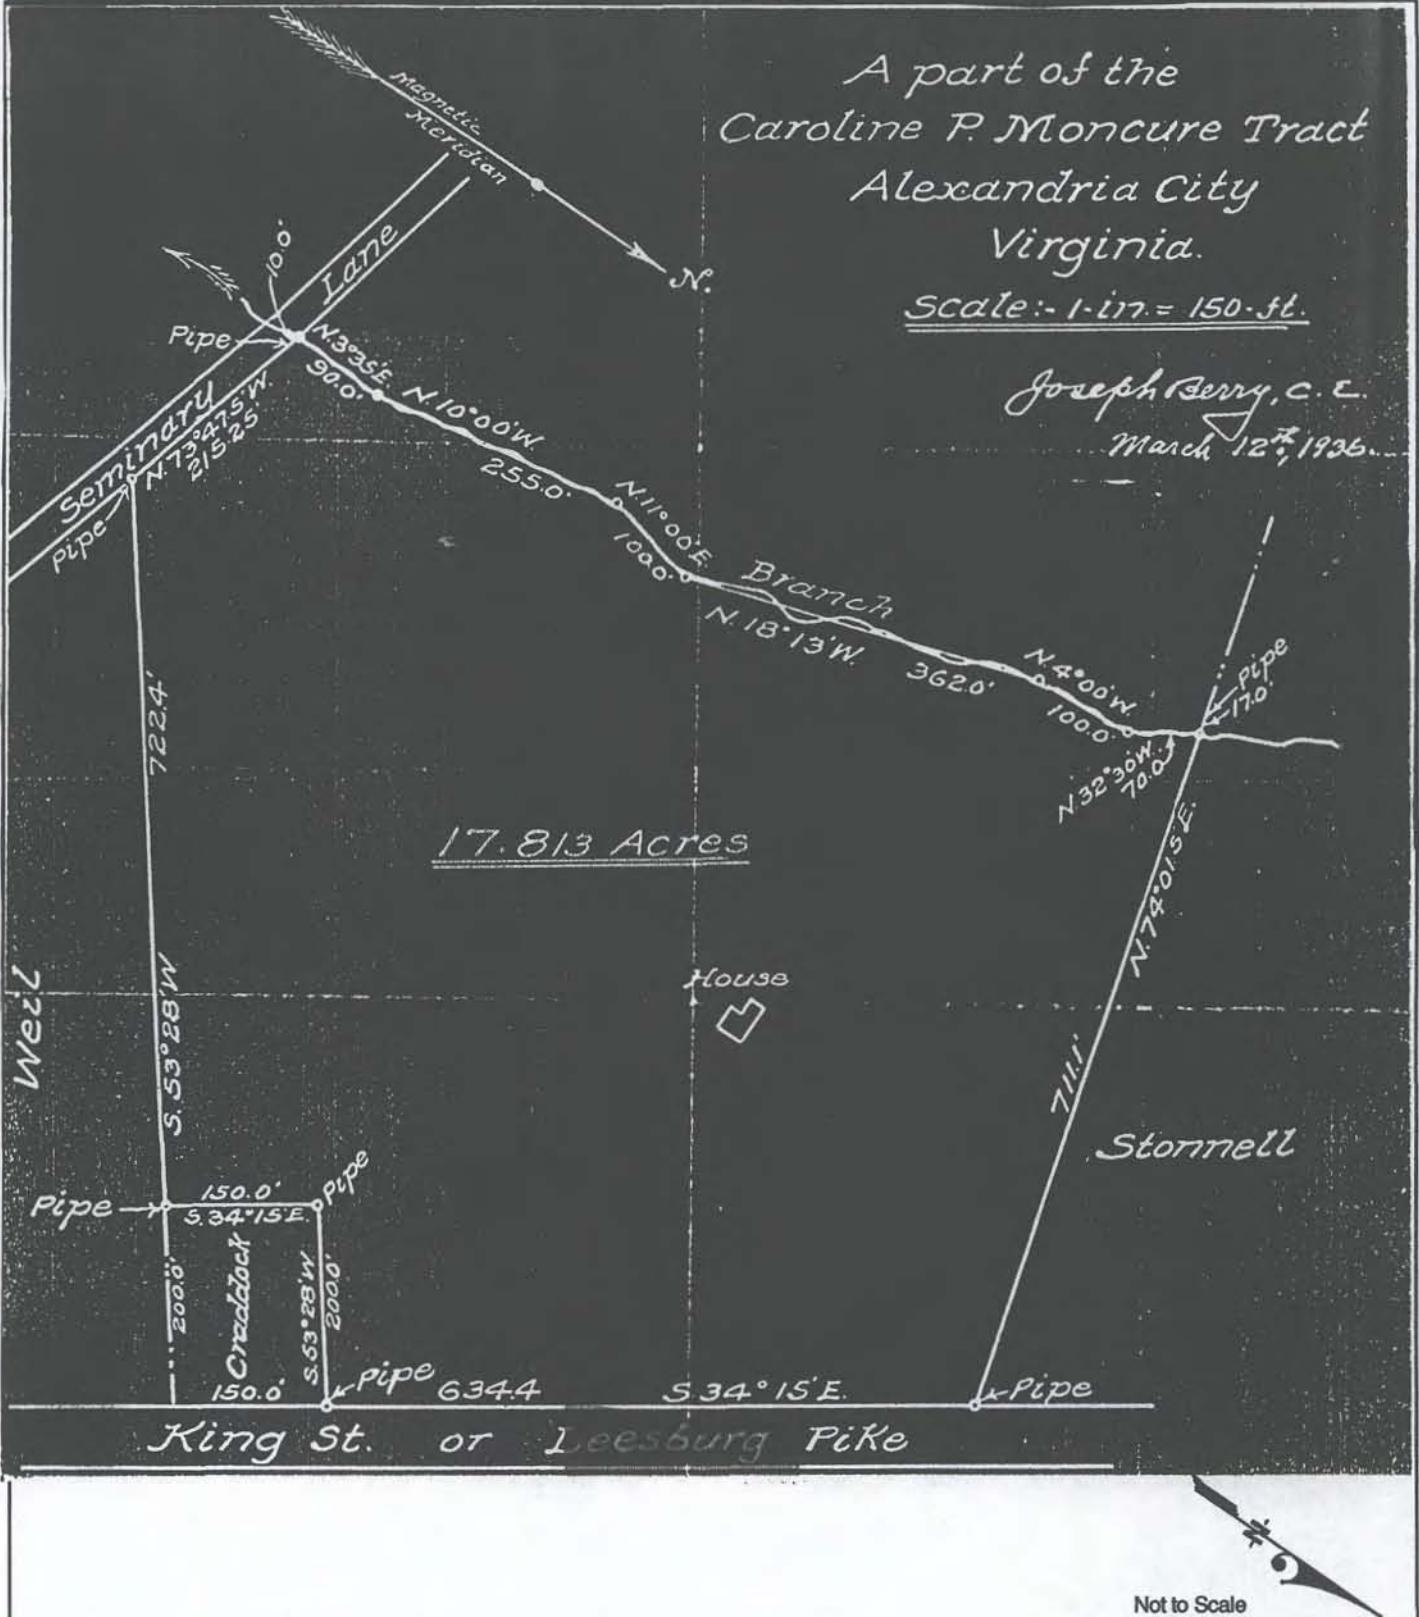 A part of the
Caroline P. Moncure Tract
Alexandria City
Virginia.
Scale:- 1-in. = 150-ft.
Joseph Berry, C. E.
March 12th, 1936.
Magnetic
Meridian
N.
10.0'
Lane
Seminary
Pipe
N.3°35'E
90.0'
N.73°47.5'W.
215.25'
Pipe
N.10°00'W.
255.0'
N.11°00'E.
100.0'
Branch
N.18°13'W.
362.0'
N.4°00'W.
100.0'
Pipe
17.0'
N.32°30'W.
70.0'
722.4'
S.53°28'W
17.813 Acres
N.74°01.5'E.
711.1'
House
Weil
Stonnell
Pipe
150.0'
S.34°15'E.
Pipe
200.0'
Craddock
S.53°28'W
200.0'
150.0'
Pipe
634.4
S.34°15'E.
Pipe
King St. or Leesburg Pike
N
Not to Scale